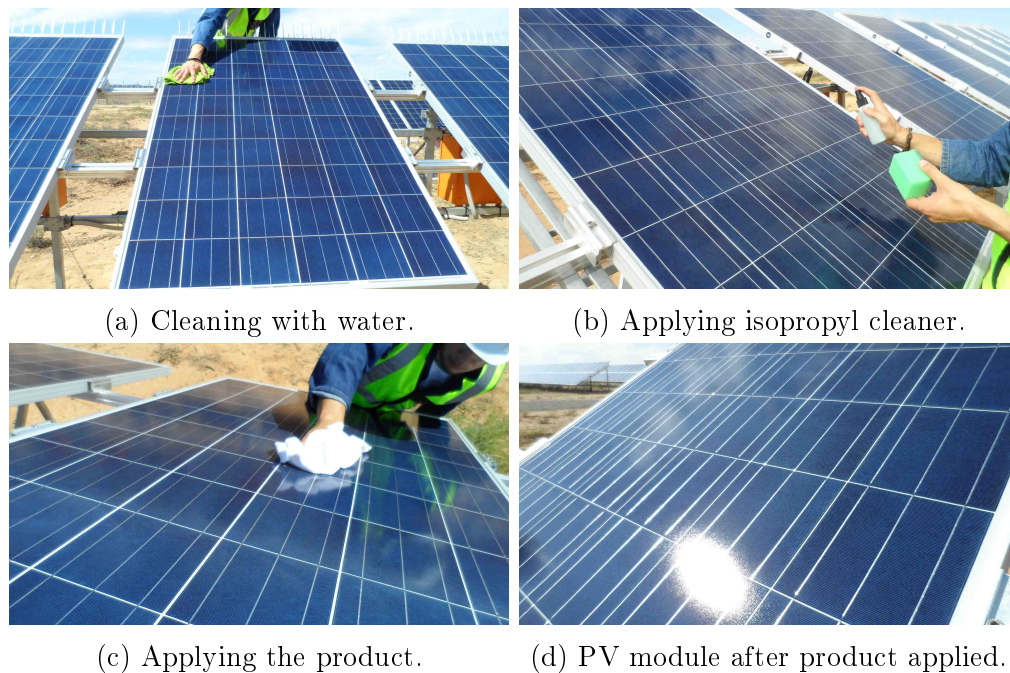 (a) Cleaning with water.
(b) Applying isopropyl cleaner.
(c) Applying the product.
(d) PV module after product applied.